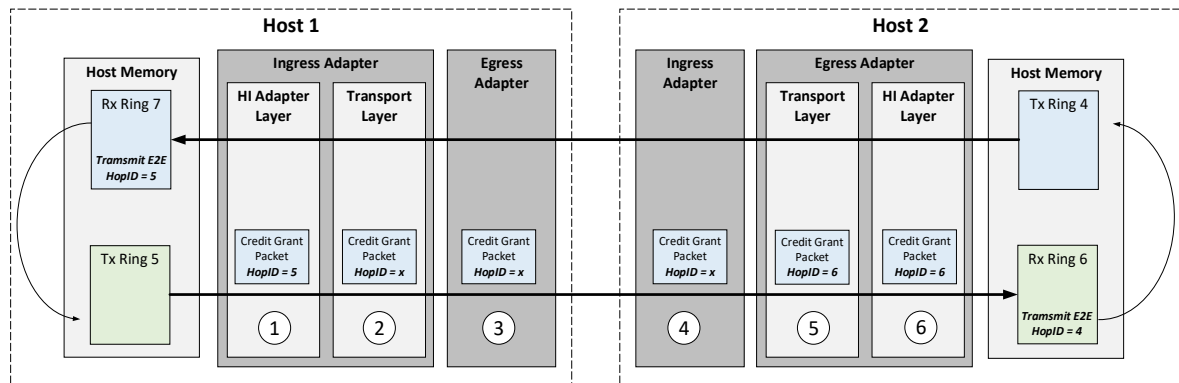 Host 1
Host 2
Host Memory
Rx Ring 7
Tramsmit E2E
HopID = 5
Tx Ring 5
Ingress Adapter
HI Adapter
Layer
Transport
Layer
Egress
Adapter
Credit Grant
Packet
HopID = 5
Credit Grant
Packet
HopID = x
Credit Grant
Packet
HopID = x
1
2
3
Ingress
Adapter
Egress Adapter
Transport
Layer
HI Adapter
Layer
Credit Grant
Packet
HopID = x
Credit Grant
Packet
HopID = 6
Credit Grant
Packet
HopID = 6
4
5
6
Host Memory
Tx Ring 4
Rx Ring 6
Tramsmit E2E
HopID = 4